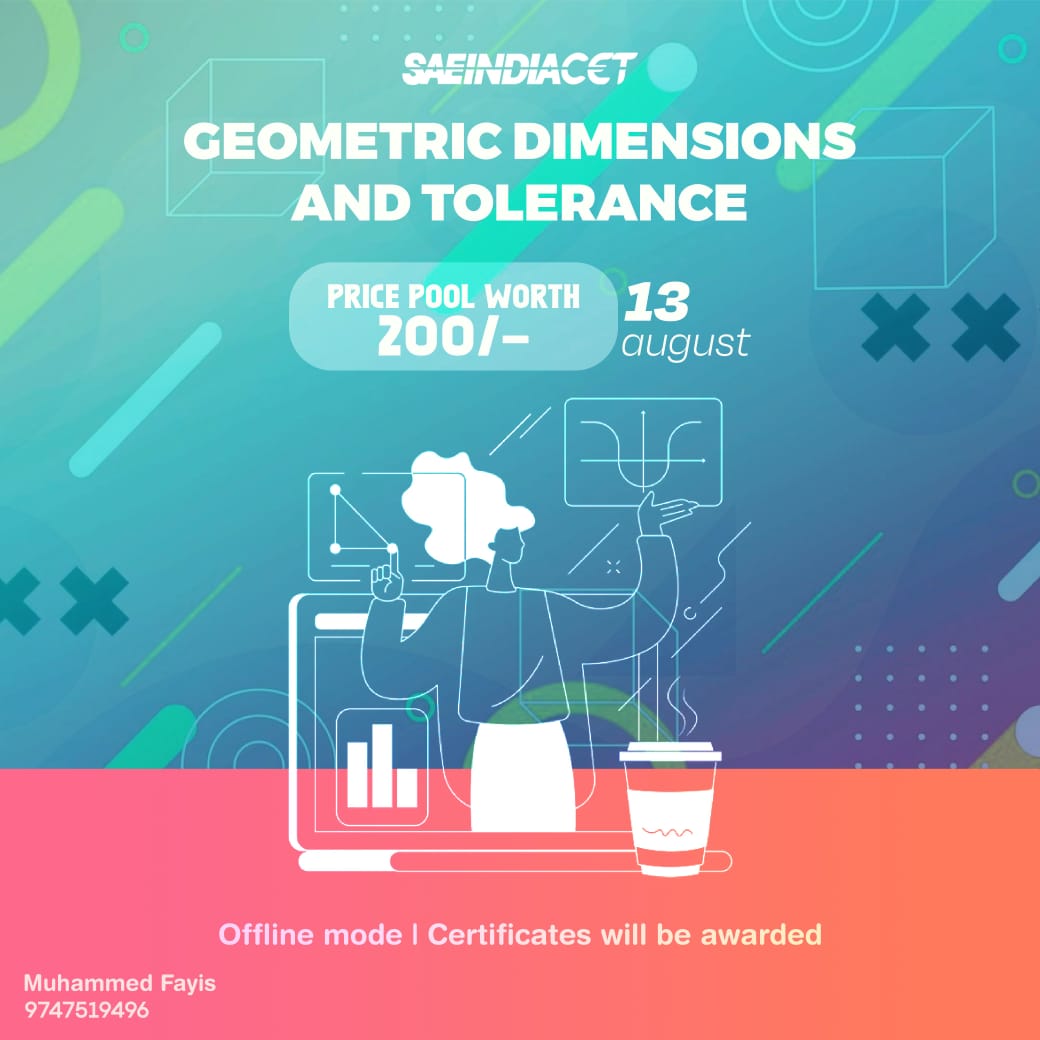 SAEINDIACET
GEOMETRIC DIMENSIONS
AND TOLERANCE
PRICE POOL WORTH
200/-
13
august
Offline mode | Certificates will be awarded
Muhammed Fayis
9747519496